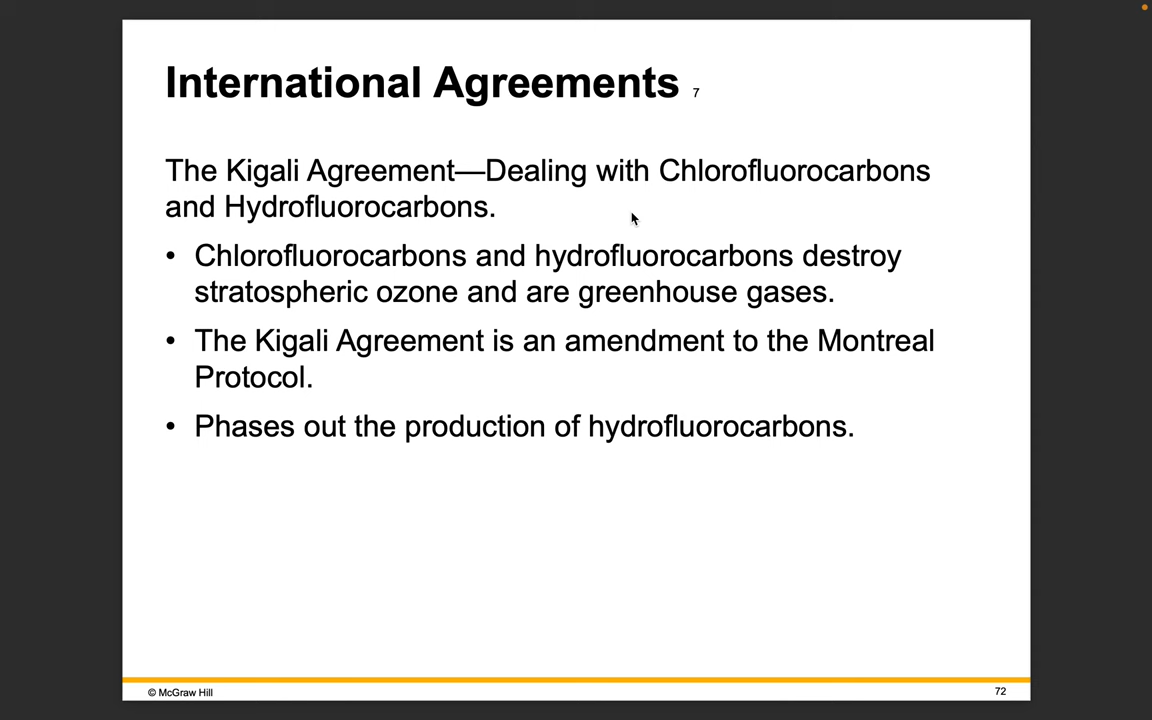 International Agreements 7
The Kigali Agreement—Dealing with Chlorofluorocarbons
and Hydrofluorocarbons.
• Chlorofluorocarbons and hydrofluorocarbons destroy
stratospheric ozone and are greenhouse gases.
• The Kigali Agreement is an amendment to the Montreal
Protocol.
• Phases out the production of hydrofluorocarbons.
© McGraw Hill
72